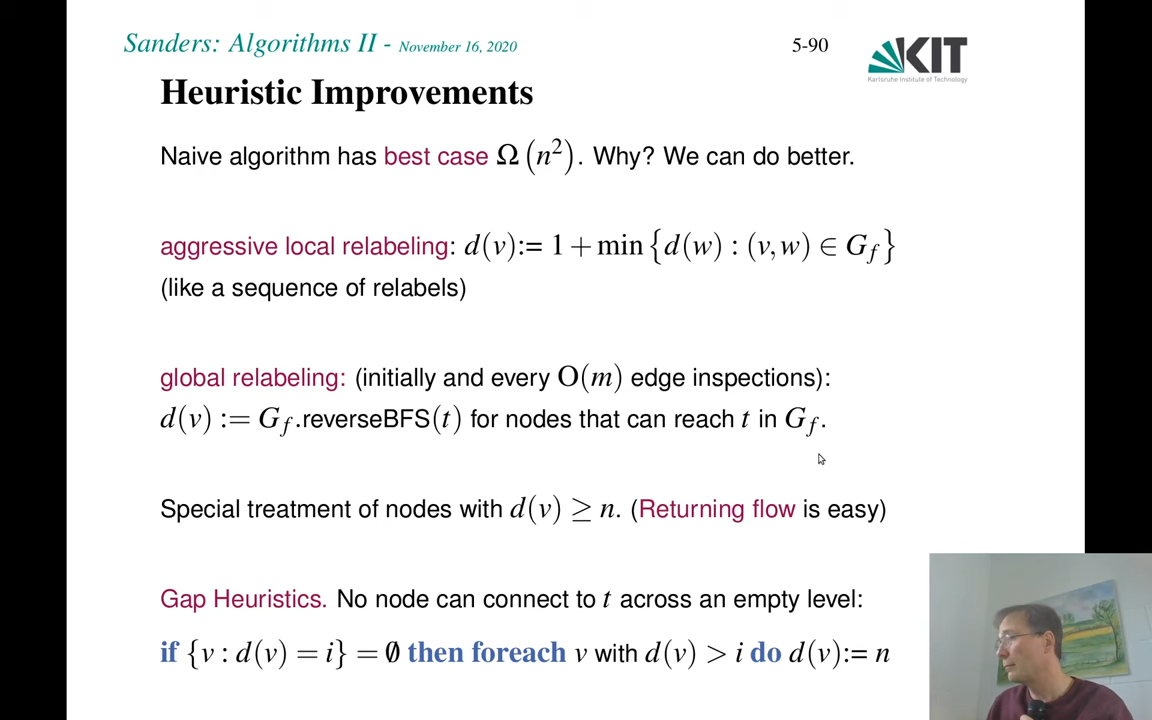 Sanders: Algorithms II - November 16, 2020
5-90
KIT
Karlsruhe Institute of Technology
Heuristic Improvements
Naive algorithm has best case Ω(n²). Why? We can do better.
aggressive local relabeling: d(v):= 1 + min{d(w) : (v, w) ∈ G_f}
(like a sequence of relabels)
global relabeling: (initially and every O(m) edge inspections):
d(v) := G_f.reverseBFS(t) for nodes that can reach t in G_f.
Special treatment of nodes with d(v) ≥ n. (Returning flow is easy)
Gap Heuristics. No node can connect to t across an empty level:
if {v : d(v) = i} = ∅ then foreach v with d(v) > i do d(v):= n